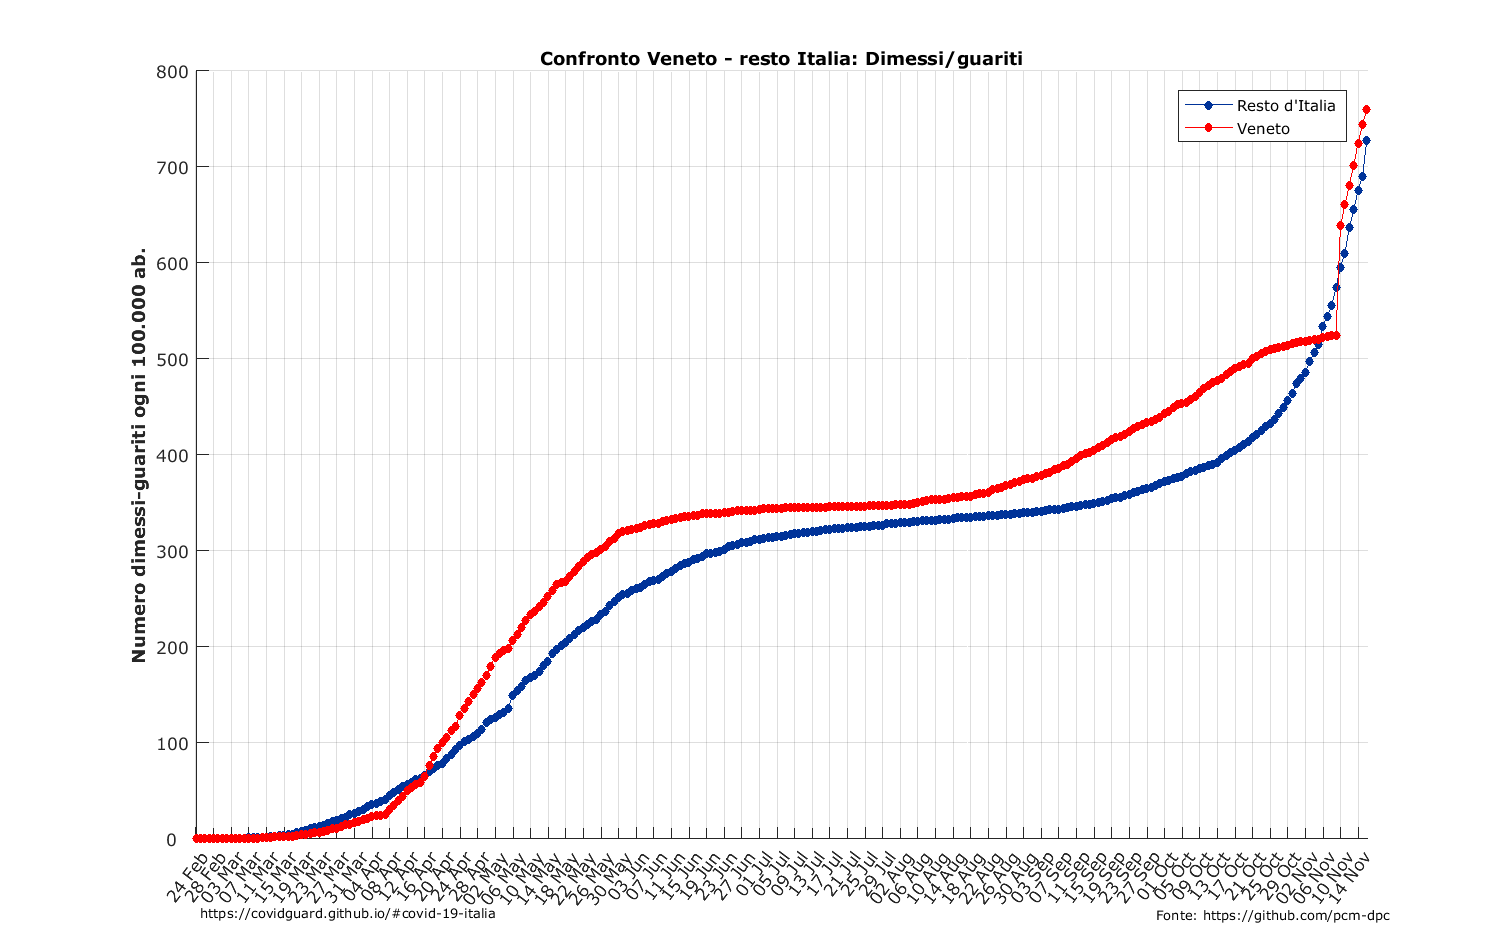 Confronto Veneto - resto Italia: Dimessi/guariti
Resto d'Italia
Veneto
Numero dimessi-guariti ogni 100.000 ab.
800
700
600
500
400
300
200
100
0
24 Feb
28 Feb
03 Mar
07 Mar
11 Mar
15 Mar
19 Mar
23 Mar
27 Mar
31 Mar
04 Apr
08 Apr
12 Apr
16 Apr
20 Apr
24 Apr
28 Apr
02 May
06 May
10 May
14 May
18 May
22 May
26 May
30 May
03 Jun
07 Jun
11 Jun
15 Jun
19 Jun
23 Jun
27 Jun
01 Jul
05 Jul
09 Jul
13 Jul
17 Jul
21 Jul
25 Jul
29 Jul
02 Aug
06 Aug
10 Aug
14 Aug
18 Aug
22 Aug
26 Aug
30 Aug
03 Sep
07 Sep
11 Sep
15 Sep
19 Sep
23 Sep
27 Sep
01 Oct
05 Oct
09 Oct
13 Oct
17 Oct
21 Oct
25 Oct
29 Oct
02 Nov
06 Nov
10 Nov
14 Nov
https://covidguard.github.io/#covid-19-italia
Fonte: https://github.com/pcm-dpc